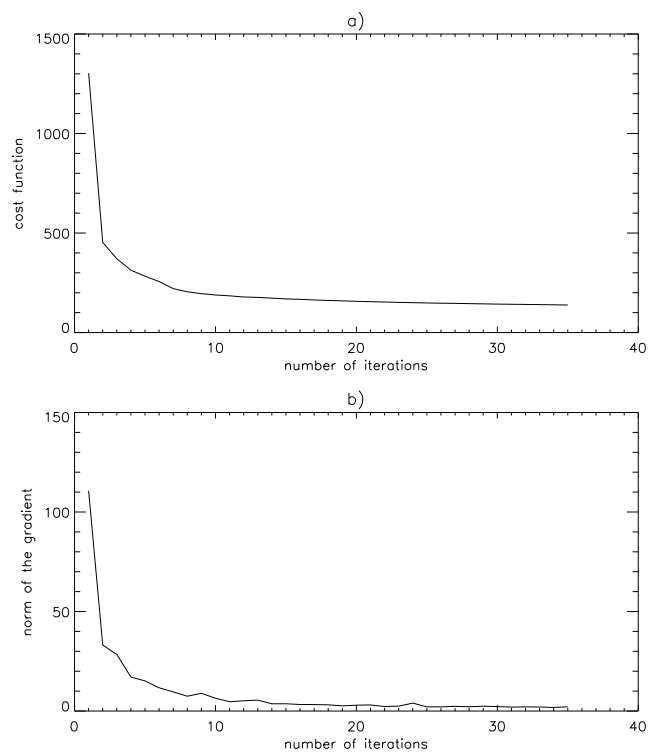 a)
1500
1000
500
0
cost function
0 10 20 30 40
number of iterations
b)
150
100
50
0
norm of the gradient
0 10 20 30 40
number of iterations